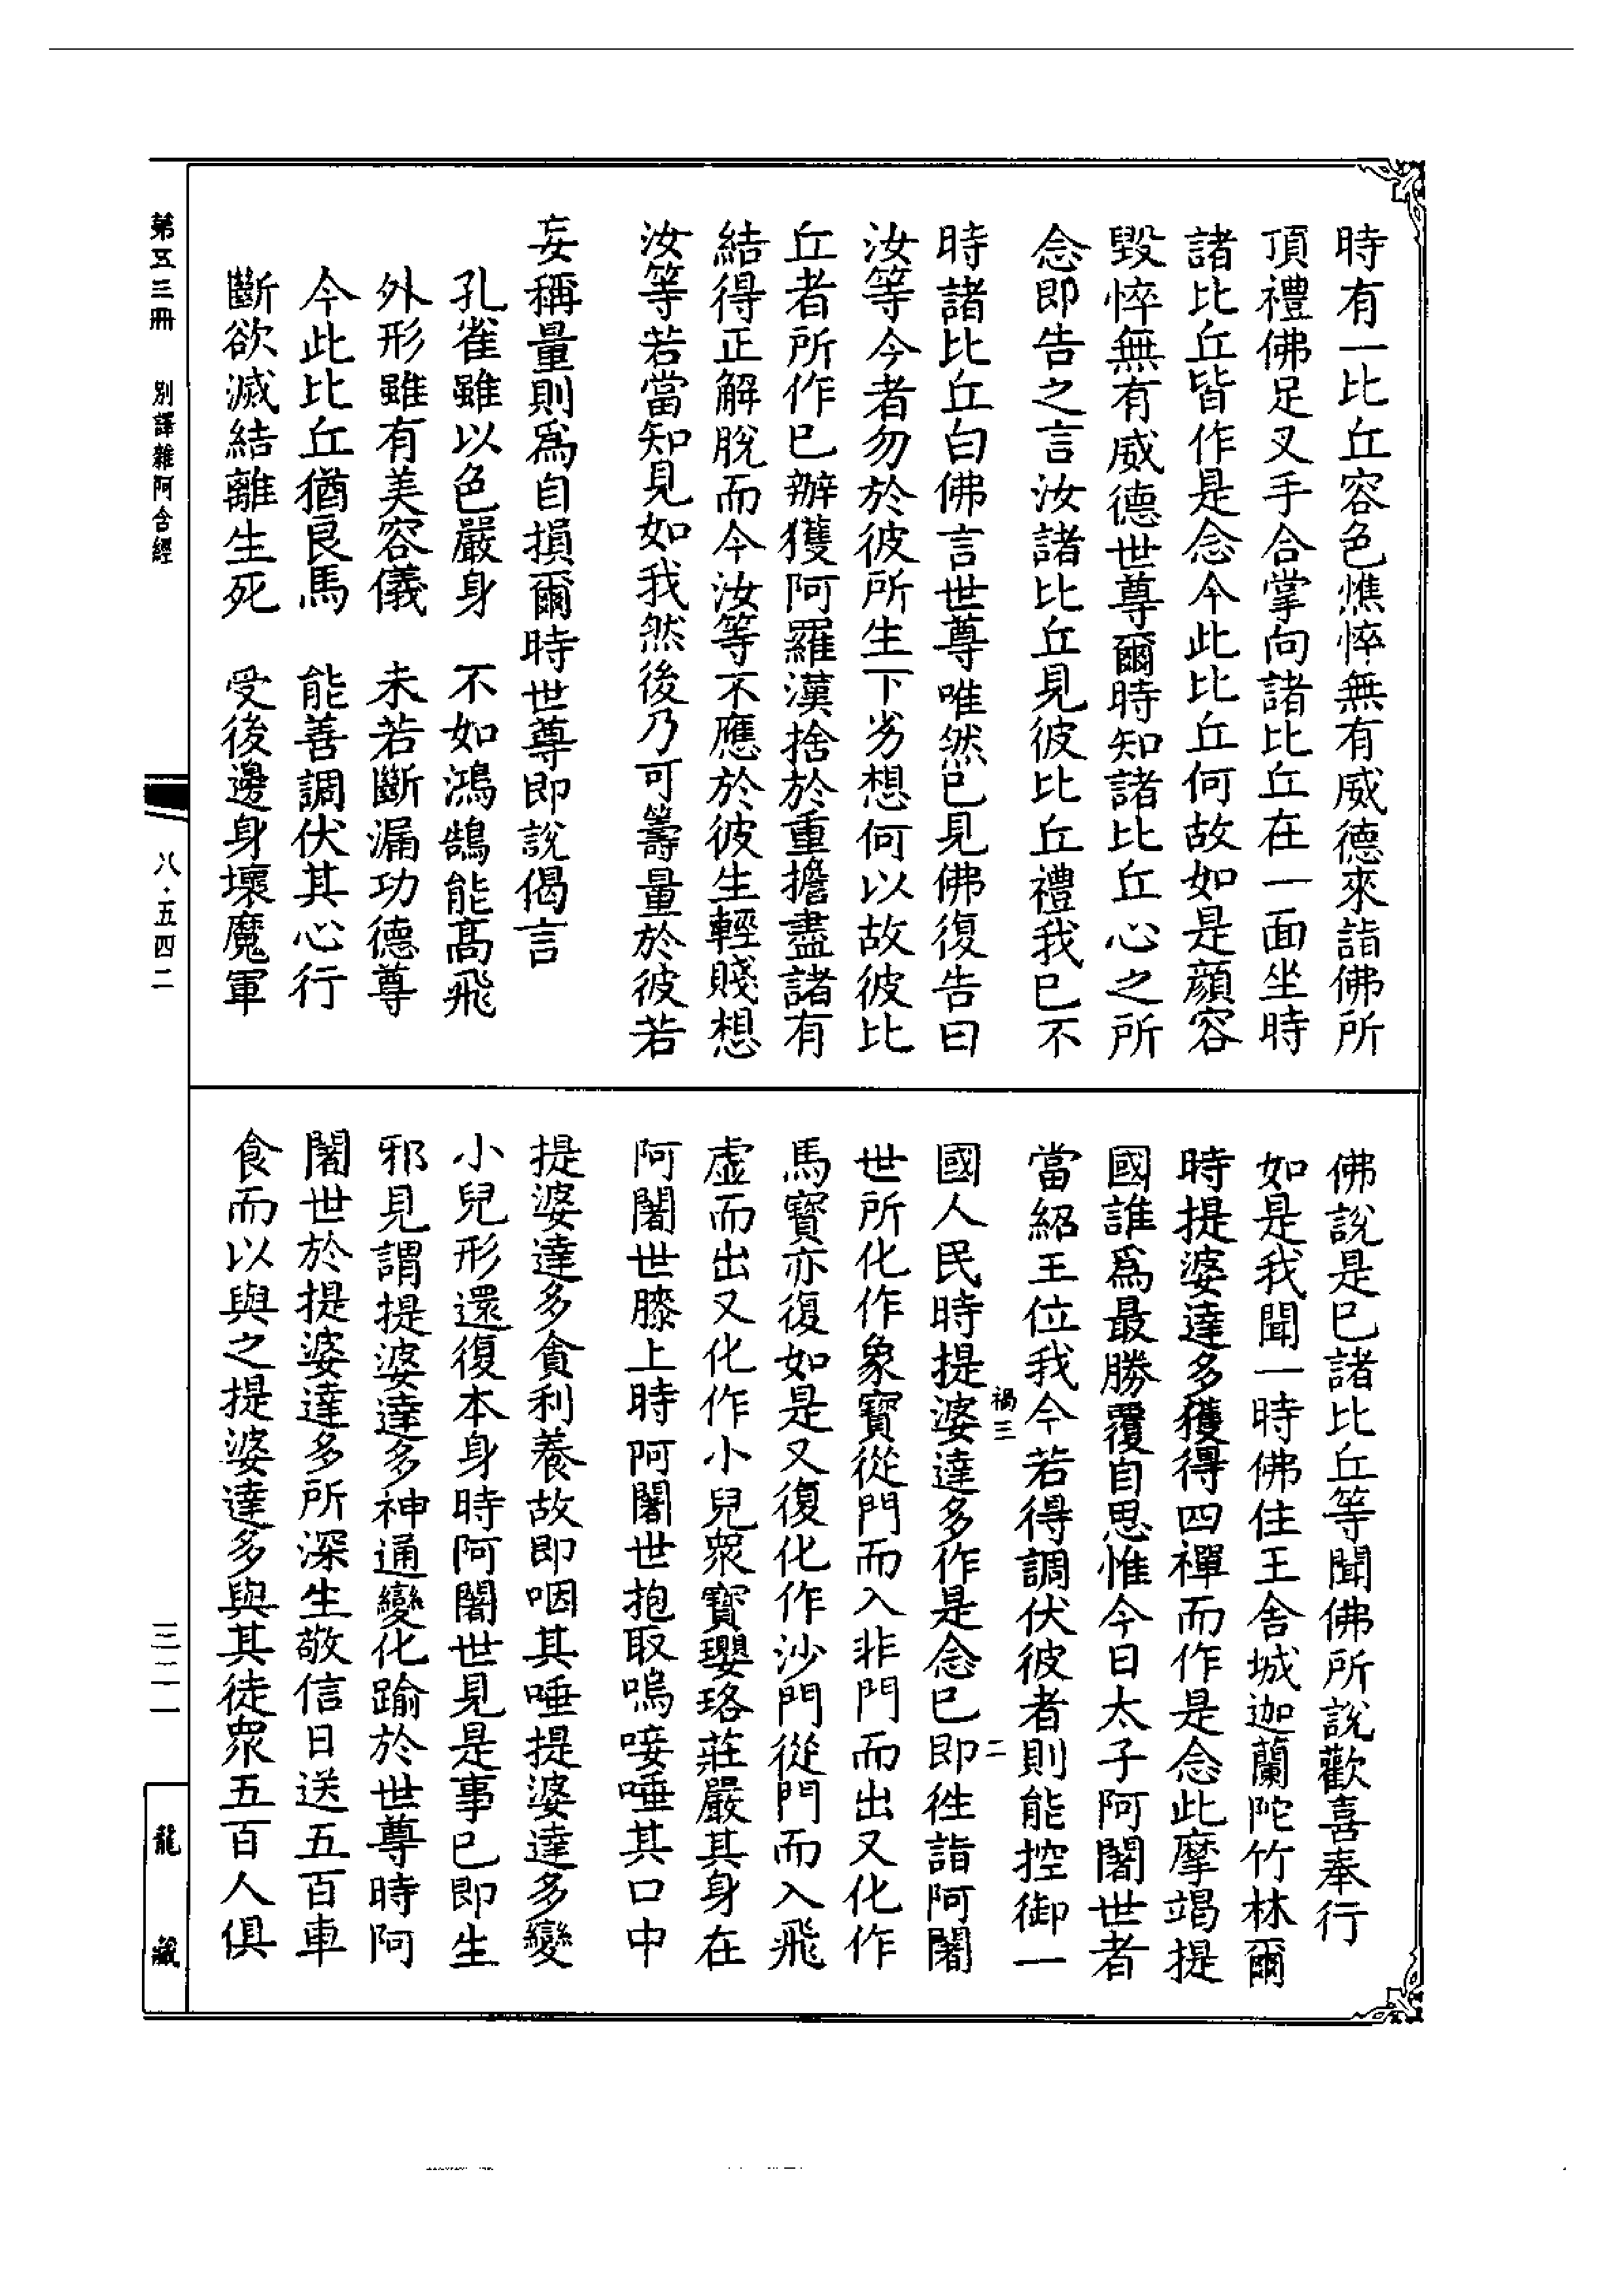 時有一比丘容色憔悴無有威德來詣佛所
頂禮佛足叉手合掌向諸比丘在一面坐時
諸比丘皆作是念今此比丘何故如是顏容
毀悴無有威德世尊爾時知諸比丘心之所
念即告之言汝諸比丘見彼比丘禮我已不
時諸比丘白佛言世尊唯然已見佛復告曰
汝等今者勿於彼所生下劣想何以故彼比
丘者所作已辦獲阿羅漢捨於重擔盡諸有
結得正解脫而今汝等不應於彼生輕賤想
汝等若當知見如我然後乃可籌量於彼若
妄稱量則爲自損爾時世尊即說偈言
孔雀雖以色嚴身　不如鴻鵠能高飛
外形雖有美容儀　未若斷漏功德尊
今此比丘猶良馬　能善調伏其心行
斷欲滅結離生死　受後邊身壞魔軍
佛說是已諸比丘等聞佛所說歡喜奉行
如是我聞一時佛住王舍城迦蘭陀竹林爾
時提婆達多獲得四禪而作是念此摩竭提
國誰爲最勝覆自思惟今日太子阿闍世者
當紹王位我今若得調伏彼者則能控御一
禍三
二
國人民時提婆達多作是念已即徃詣阿闍
世所化作象寶從門而入非門而出又化作
馬寶亦復如是又復化作沙門從門而入飛
虛而出又化作小兒衆寶瓔珞莊嚴其身在
阿闍世膝上時阿闍世抱取嗚唼唾其口中
提婆達多貪利養故即咽其唾提婆達多變
小兒形還復本身時阿闍世見是事已即生
邪見謂提婆達多神通變化踰於世尊時阿
闍世於提婆達多所深生敬信日送五百車
食而以與之提婆達多與其徒衆五百人俱
第五三冊　別譯雜阿含經
八・五四二
三二一
龍藏